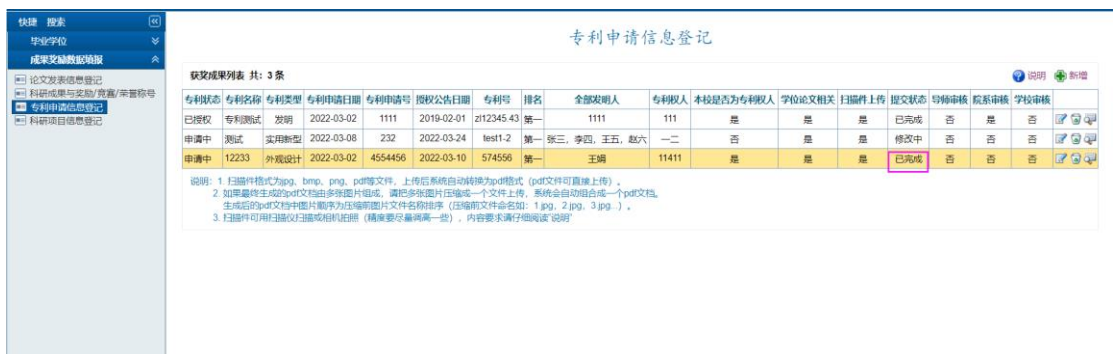 快捷 搜索
毕业学位
成果奖励数据填报
论文发表信息登记
科研成果与奖励/竞赛/荣誉称号
专利申请信息登记
科研项目信息登记
专利申请信息登记
获奖成果列表 共：3条
说明 新增
专利状态 专利名称 专利类型 专利申请日期 专利申请号 授权公告日期 专利号 排名 全部发明人 专利权人 本校是否为专利权人 学位论文相关 扫描件上传 提交状态 导师审核 院系审核 学校审核
已授权 专利测试 发明 2022-03-02 1111 2019-02-01 zl12345.43 第一 1111 111 是 是 是 已完成 否 是 否
申请中 测试 实用新型 2022-03-08 232 2022-03-24 test1-2 第一 张三，李四，王五，赵六 一二 否 是 是 修改中 否 否 否
申请中 12233 外观设计 2022-03-02 4554456 2022-03-10 574556 第一 王娟 11411 是 是 是 已完成 否 否 否
说明：1. 扫描件格式为jpg、bmp、png、pdf等文件，上传后系统自动转换为pdf格式（pdf文件可直接上传）。
2. 如果最终生成的pdf文档由多张图片组成，请把多张图片压缩成一个文件上传，系统会自动组合成一个pdf文档。
生成后的pdf文档中图片顺序为压缩前图片文件名称排序（压缩前文件命名如：1.jpg，2.jpg，3.jpg...）。
3. 扫描件可用扫描仪扫描或相机拍照（精度要尽量调高一些），内容要求请仔细阅读“说明”